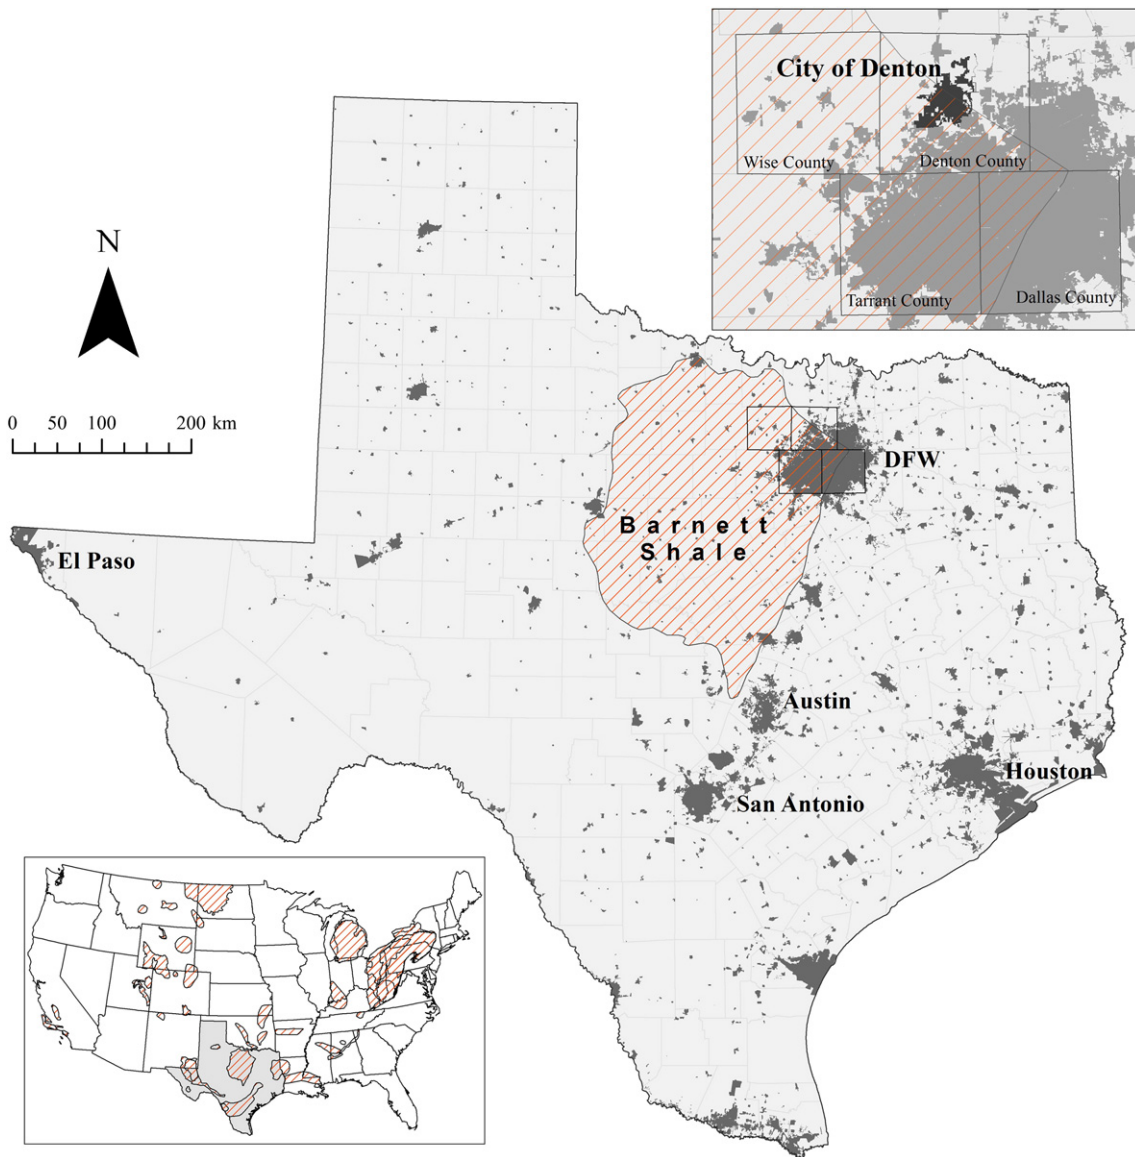 City of Denton
Wise County
Denton County
Tarrant County
Dallas County
N
0 50 100 200 km
DFW
Barnett
Shale
El Paso
Austin
Houston
San Antonio